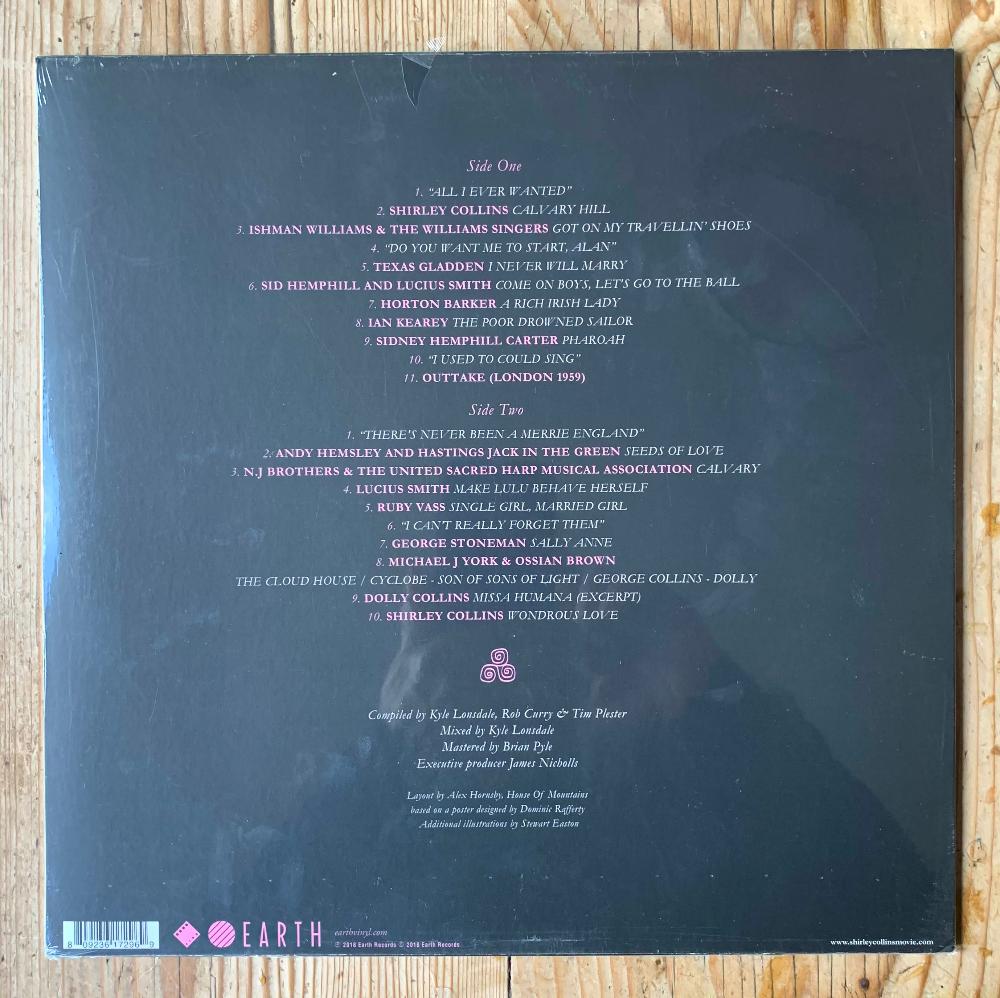 Side One
1. “ALL I EVER WANTED”
2. SHIRLEY COLLINS CALVARY HILL
3. ISHMAN WILLIAMS & THE WILLIAMS SINGERS GOT ON MY TRAVELLIN’ SHOES
4. “DO YOU WANT ME TO START, ALAN”
5. TEXAS GLADDEN I NEVER WILL MARRY
6. SID HEMPHILL AND LUCIUS SMITH COME ON BOYS, LET’S GO TO THE BALL
7. HORTON BARKER A RICH IRISH LADY
8. IAN KEAREY THE POOR DROWNED SAILOR
9. SIDNEY HEMPHILL CARTER PHAROAH
10. “I USED TO COULD SING”
11. OUTTAKE (LONDON 1959)
Side Two
1. “THERE’S NEVER BEEN A MERRIE ENGLAND”
2. ANDY HEMSLEY AND HASTINGS JACK IN THE GREEN SEEDS OF LOVE
3. N.J BROTHERS & THE UNITED SACRED HARP MUSICAL ASSOCIATION CALVARY
4. LUCIUS SMITH MAKE LULU BEHAVE HERSELF
5. RUBY VASS SINGLE GIRL, MARRIED GIRL
6. “I CAN’T REALLY FORGET THEM”
7. GEORGE STONEMAN SALLY ANNE
8. MICHAEL J YORK & OSSIAN BROWN
THE CLOUD HOUSE / CYCLOBE - SON OF SONS OF LIGHT / GEORGE COLLINS - DOLLY
9. DOLLY COLLINS MISSA HUMANA (EXCERPT)
10. SHIRLEY COLLINS WONDROUS LOVE
Compiled by Kyle Lonsdale, Rob Curry & Tim Plester
Mixed by Kyle Lonsdale
Mastered by Brian Pyle
Executive producer James Nicholls
Layout by Alex Hornsby, House Of Mountains
based on a poster designed by Dominic Rafferty
Additional illustrations by Stewart Easton
8 09236 17296 9
EARTH
earthvinyl.com
℗ 2018 Earth Records © 2018 Earth Records
www.shirleycollinsmovie.com